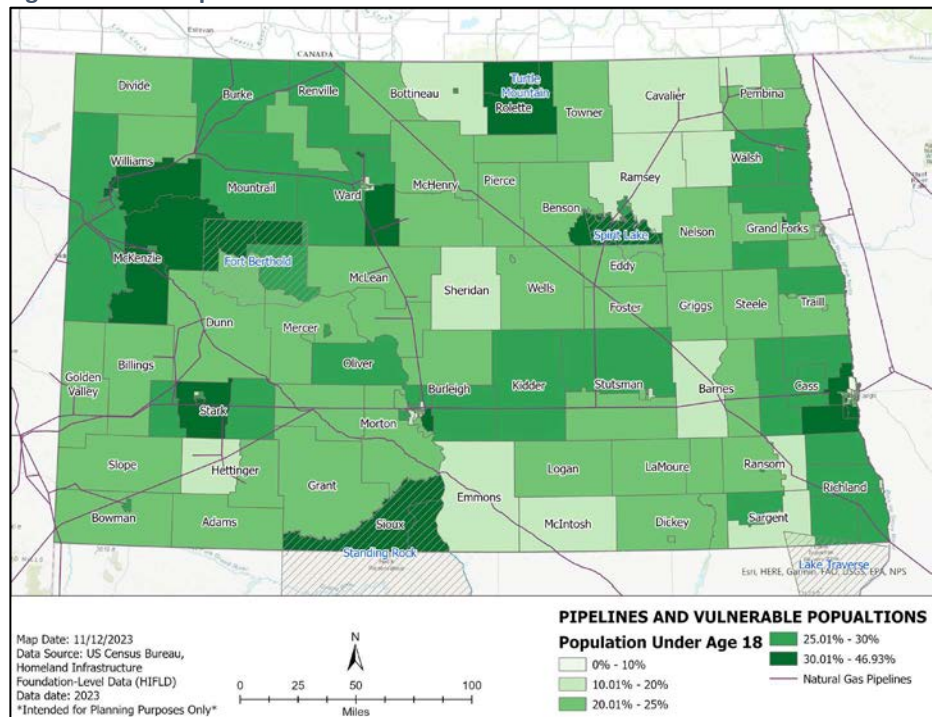 Estevan
CANADA
Divide
Burke
Renville
Bottineau
Turtle
Mountain
Rolette
Towner
Cavalier
Pembina
Williams
Mountrail
Ward
McHenry
Pierce
Ramsey
Walsh
Benson
Spirit Lake
Nelson
Grand Forks
McKenzie
Fort Berthold
McLean
Sheridan
Wells
Eddy
Foster
Griggs
Steele
Traill
Dunn
Mercer
Golden
Valley
Billings
Oliver
Burleigh
Kidder
Stutsman
Barnes
Cass
Stark
Morton
Slope
Hettinger
Grant
Emmons
Logan
LaMoure
Ransom
Richland
Bowman
Adams
Sioux
McIntosh
Dickey
Sargent
Standing Rock
Lake Traverse
Esri, HERE, Garmin, FAO, USGS, EPA, NPS
Map Date: 11/12/2023
Data Source: US Census Bureau,
Homeland Infrastructure
Foundation-Level Data (HIFLD)
Data date: 2023
*Intended for Planning Purposes Only*
N
0 25 50 100
Miles
PIPELINES AND VULNERABLE POPUALTIONS
Population Under Age 18
0% - 10%
10.01% - 20%
20.01% - 25%
25.01% - 30%
30.01% - 46.93%
Natural Gas Pipelines